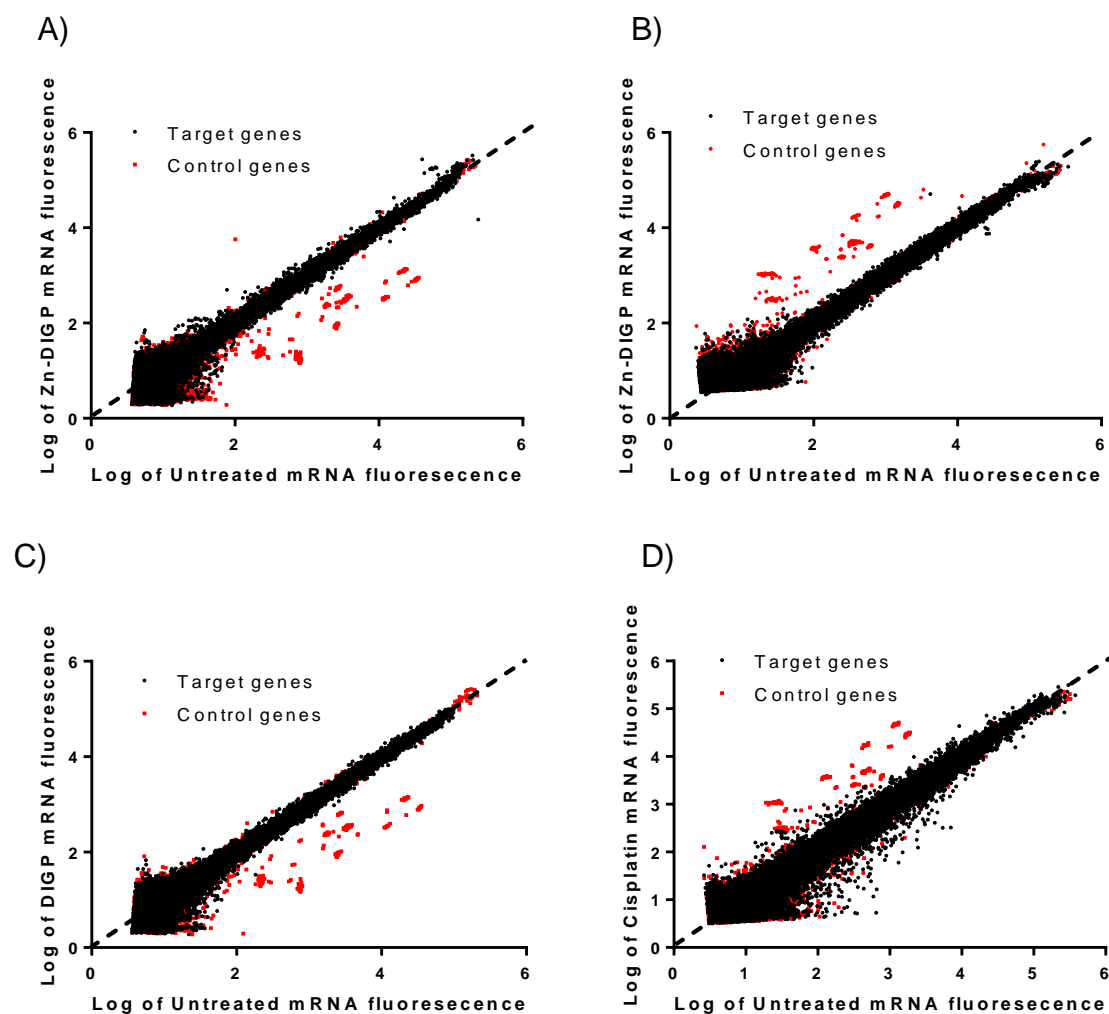 A)
Log of Zn-DIGP mRNA fluorescence
Target genes
Control genes
6
4
2
0
0 2 4 6
Log of Untreated mRNA fluoresecence
B)
Log of Zn-DIGP mRNA fluorescence
Target genes
Control genes
6
4
2
0
0 2 4 6
Log of Untreated mRNA fluoresecence
C)
Log of DIGP mRNA fluorescence
Target genes
Control genes
6
4
2
0
0 2 4 6
Log of Untreated mRNA fluoresecence
D)
Log of Cisplatin mRNA fluorescence
Target genes
Control genes
6
5
4
3
2
1
0
0 1 2 3 4 5 6
Log of Untreated mRNA fluoresecence